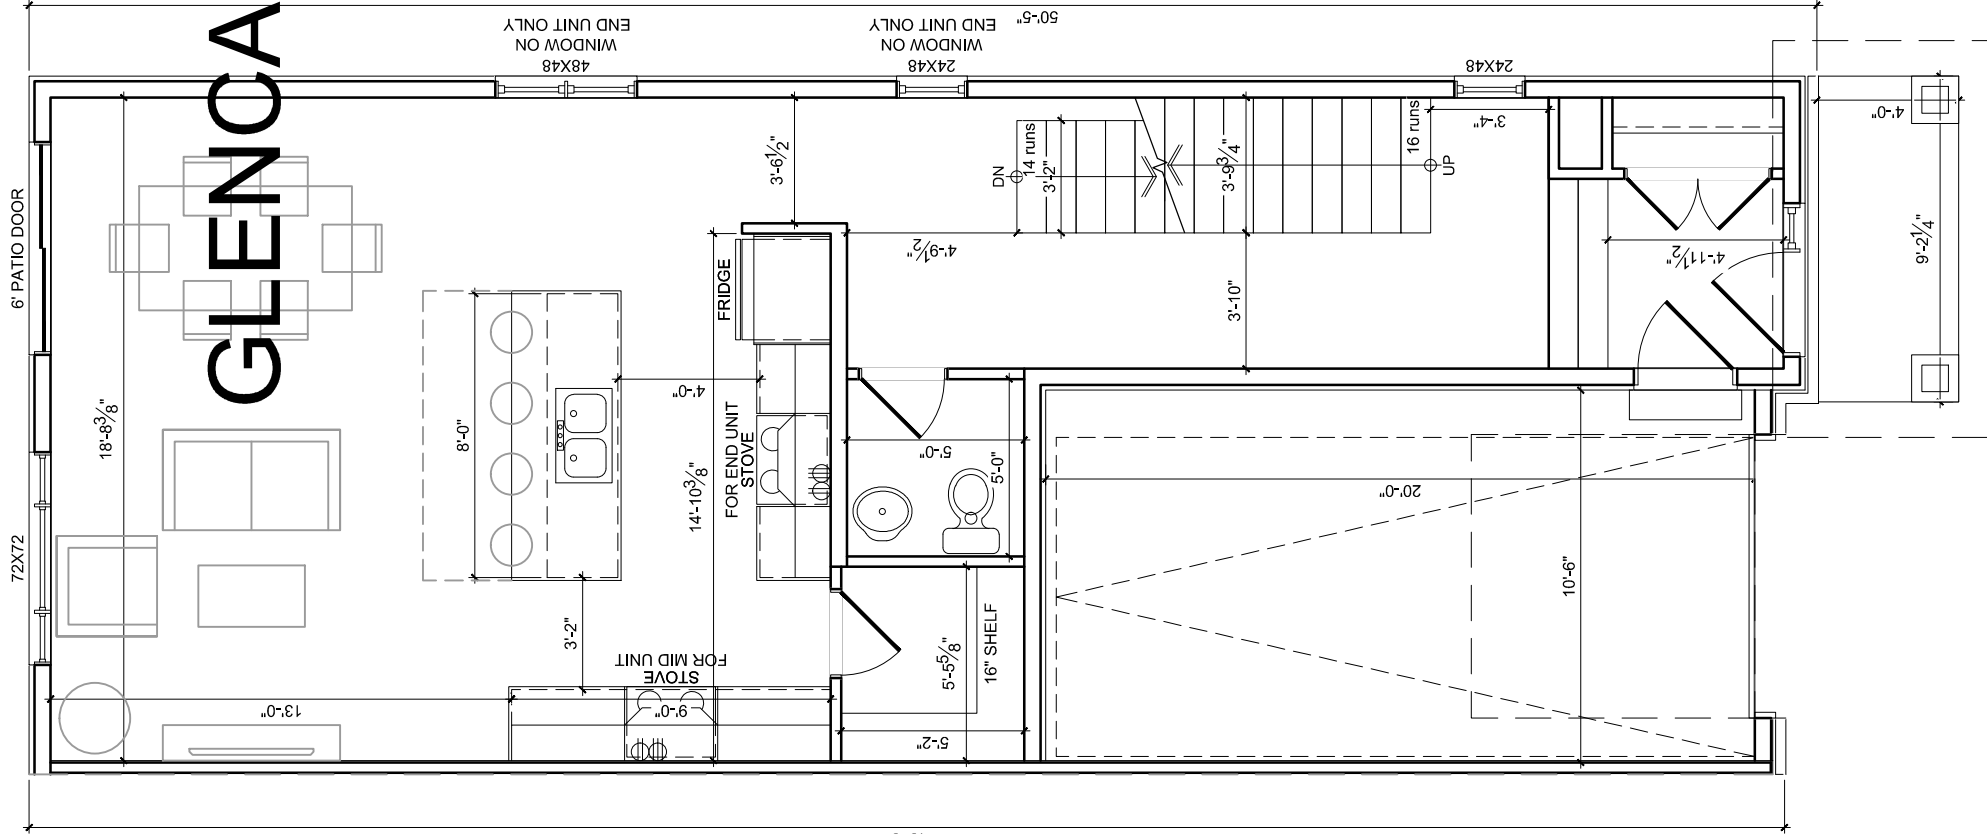 50'-5"
WINDOW ON
END UNIT ONLY
48X48
WINDOW ON
END UNIT ONLY
24X48
24X48
GLENCA
6' PATIO DOOR
72X72
18'-8 3/8"
3'-6 1/2"
DN
14 runs
3'-2"
3'-9 3/4"
16 runs
UP
3'-4"
4'-0"
9'-2 1/4"
4'-11 1/2"
4'-9 1/2"
3'-10"
FRIDGE
8'-0"
4'-0"
14'-10 3/8"
FOR END UNIT
STOVE
5'-0"
5'-0"
20'-0"
10'-6"
3'-2"
STOVE
FOR MID UNIT
13'-0"
9'-0"
5'-5 5/8"
16" SHELF
5'-2"